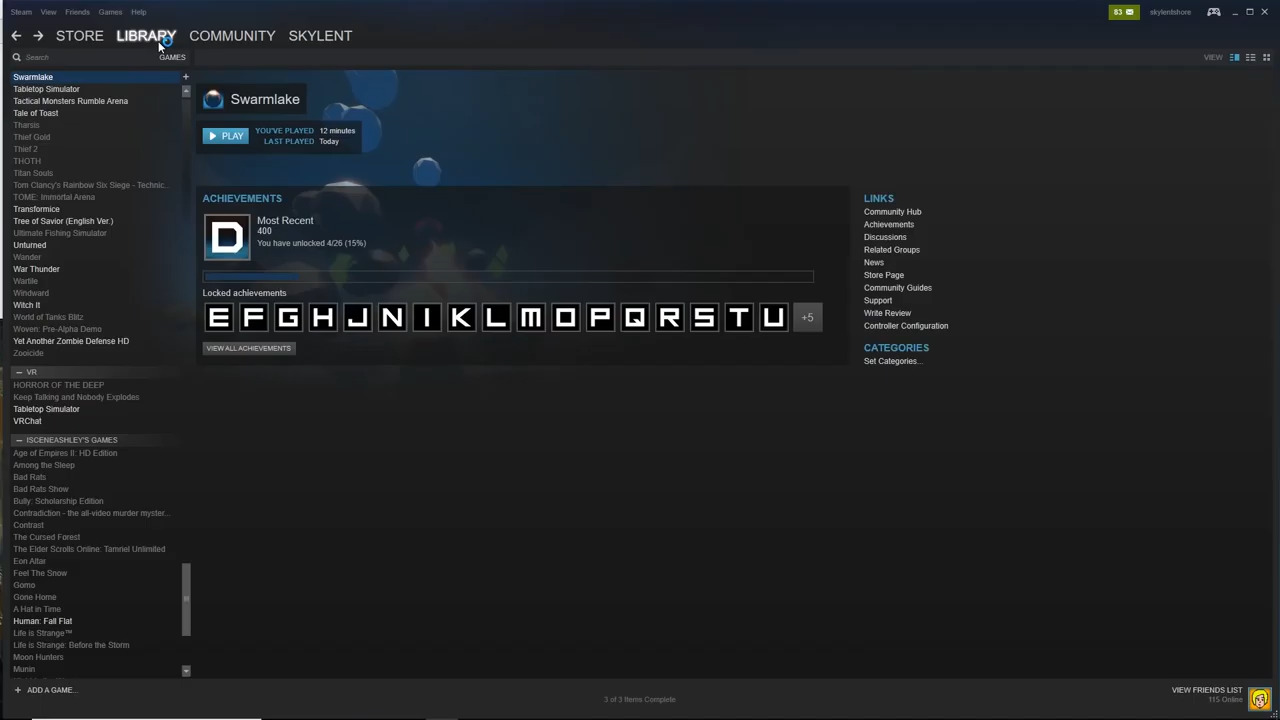 Steam View Friends Games Help
83
skylentshore
STORE LIBRARY COMMUNITY SKYLENT
Search
GAMES
VIEW
Swarmlake
Tabletop Simulator
Tactical Monsters Rumble Arena
Tale of Toast
Tharsis
Thief Gold
Thief 2
THOTH
Titan Souls
Tom Clancy's Rainbow Six Siege - Technic...
TOME: Immortal Arena
Transformice
Tree of Savior (English Ver.)
Ultimate Fishing Simulator
Unturned
Wander
War Thunder
Wartile
Windward
Witch It
World of Tanks Blitz
Woven: Pre-Alpha Demo
Yet Another Zombie Defense HD
Zooicide
VR
HORROR OF THE DEEP
Keep Talking and Nobody Explodes
Tabletop Simulator
VRChat
ISCENEASHLEY'S GAMES
Age of Empires II: HD Edition
Among the Sleep
Bad Rats
Bad Rats Show
Bully: Scholarship Edition
Contradiction - the all-video murder myster...
Contrast
The Cursed Forest
The Elder Scrolls Online: Tamriel Unlimited
Eon Altar
Feel The Snow
Gomo
Gone Home
A Hat in Time
Human: Fall Flat
Life is Strange™
Life is Strange: Before the Storm
Moon Hunters
Munin
+ ADD A GAME...
Swarmlake
PLAY
YOU'VE PLAYED 12 minutes
LAST PLAYED Today
ACHIEVEMENTS
D
Most Recent
400
You have unlocked 4/26 (15%)
Locked achievements
E F G H J N I K L M O P Q R S T U +5
VIEW ALL ACHIEVEMENTS
LINKS
Community Hub
Achievements
Discussions
Related Groups
News
Store Page
Community Guides
Support
Write Review
Controller Configuration
CATEGORIES
Set Categories...
3 of 3 Items Complete
VIEW FRIENDS LIST
115 Online